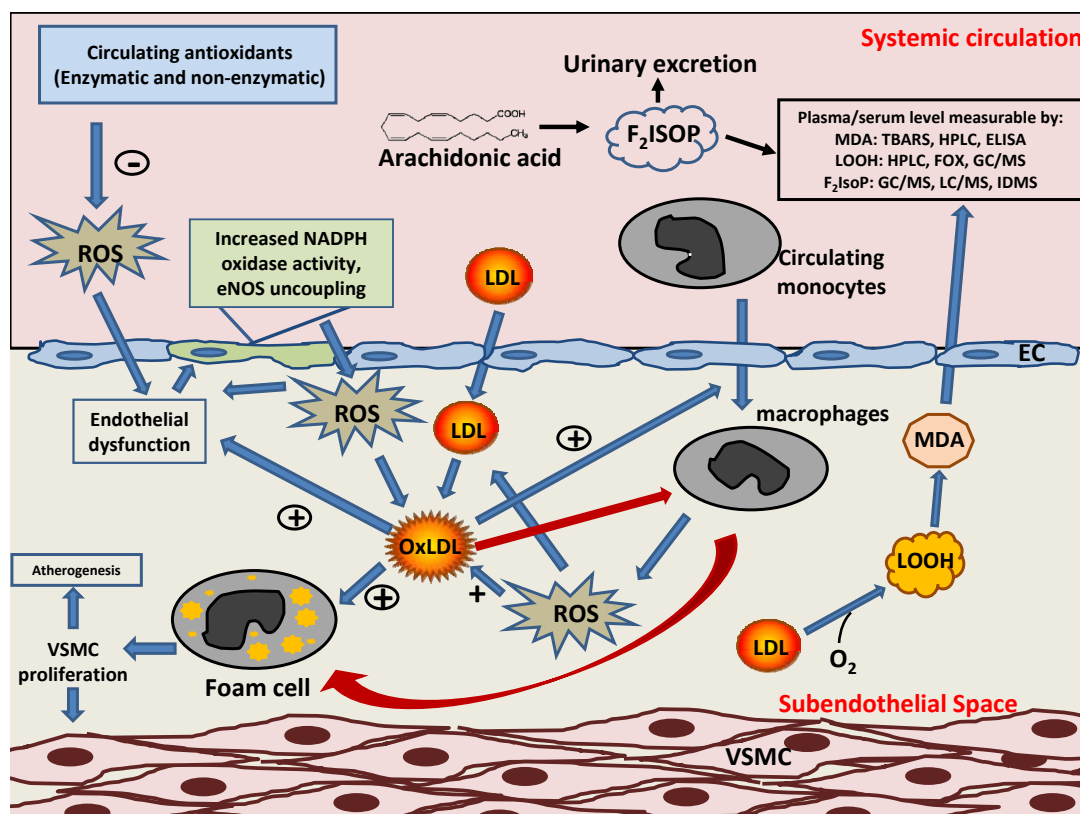 Systemic circulation
Circulating antioxidants
(Enzymatic and non-enzymatic)
Urinary excretion
COOH
CH₃
Arachidonic acid
F₂ISOP
Plasma/serum level measurable by:
MDA: TBARS, HPLC, ELISA
LOOH: HPLC, FOX, GC/MS
F₂IsoP: GC/MS, LC/MS, IDMS
-
ROS
Increased NADPH
oxidase activity,
eNOS uncoupling
LDL
Circulating
monocytes
EC
Endothelial
dysfunction
ROS
LDL
+
macrophages
MDA
+
OxLDL
LOOH
Atherogenesis
+
+
ROS
VSMC
proliferation
Foam cell
LDL
O₂
Subendothelial Space
VSMC